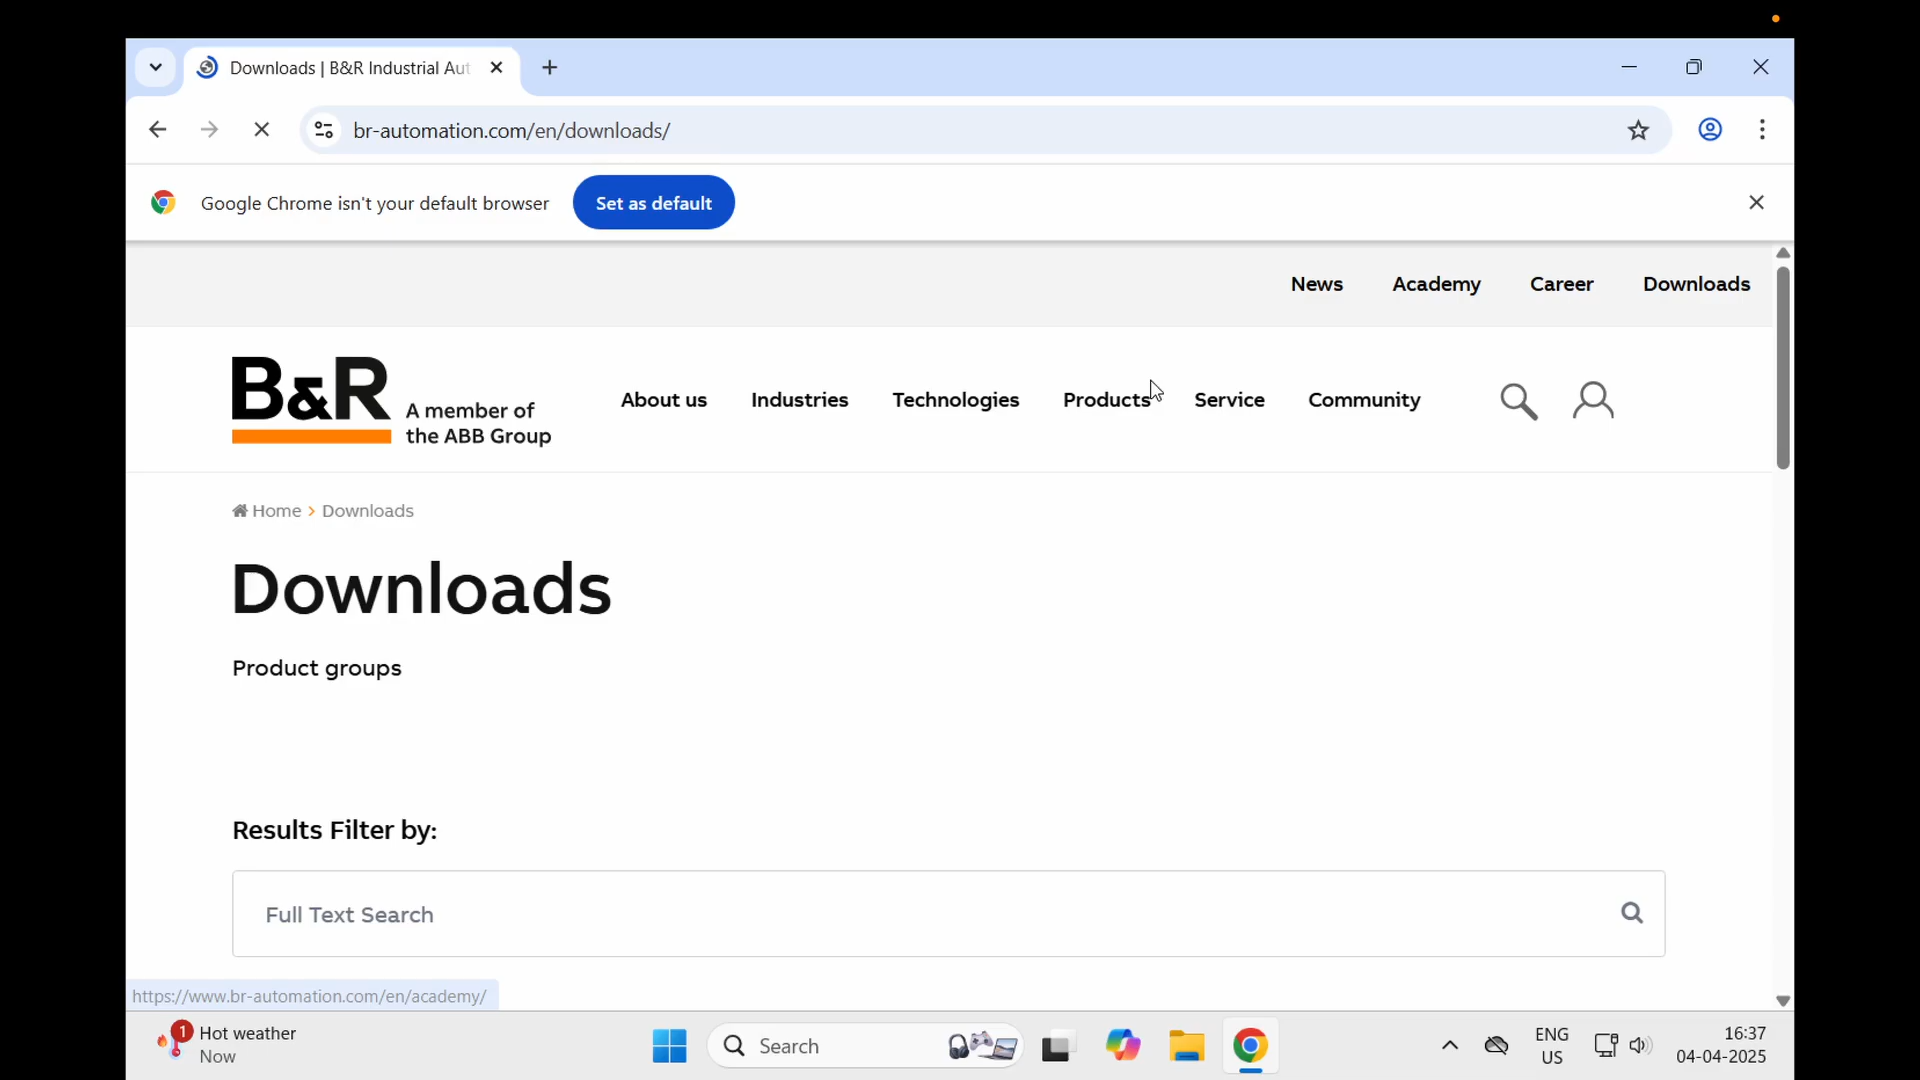 Downloads | B&R Industrial Aut
br-automation.com/en/downloads/
Google Chrome isn't your default browser
Set as default
News Academy Career Downloads
B&R
A member of
the ABB Group
About us Industries Technologies Products Service Community
Home > Downloads
Downloads
Product groups
Results Filter by:
Full Text Search
https://www.br-automation.com/en/academy/
1
Hot weather
Now
Search
ENG
US
16:37
04-04-2025